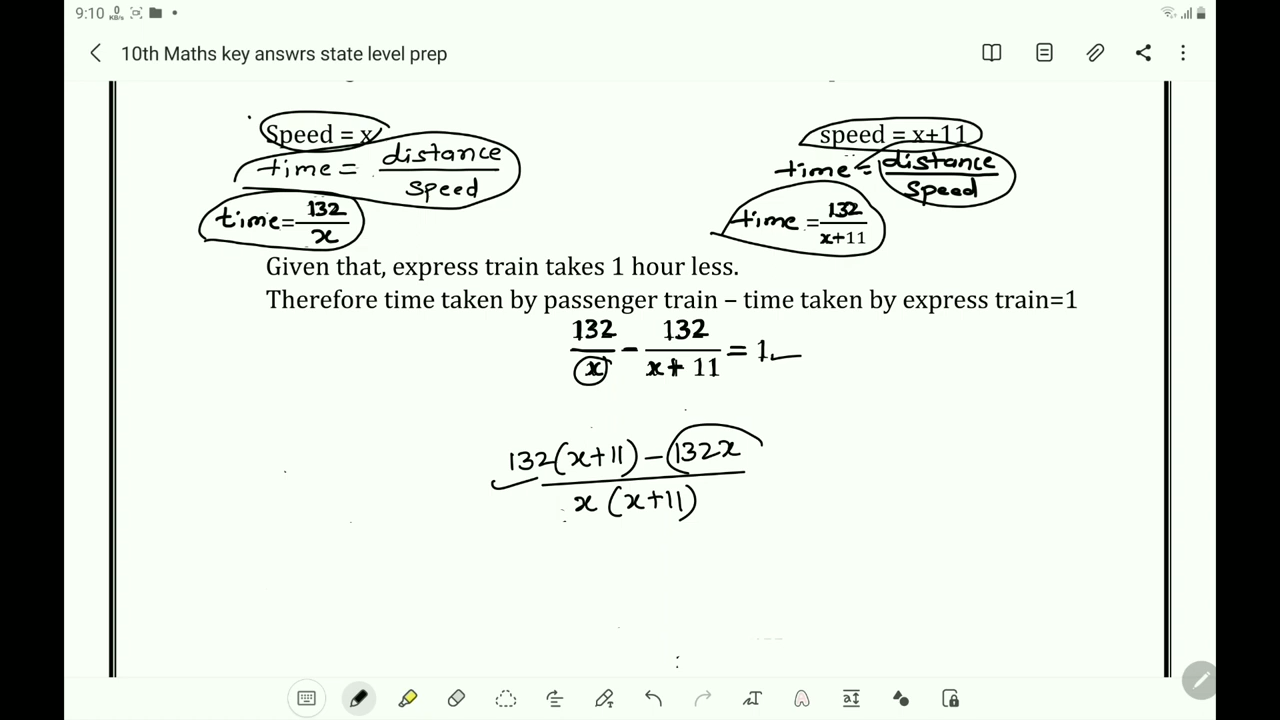 9:10 0 KB/s
10th Maths key answrs state level prep
Speed = x speed = x+11
time = distance/speed time = distance/speed
time = 132/x time = 132/x+11
Given that, express train takes 1 hour less.
Therefore time taken by passenger train – time taken by express train=1
132/x - 132/x+11 = 1
132(x+11) - 132x
x(x+11)